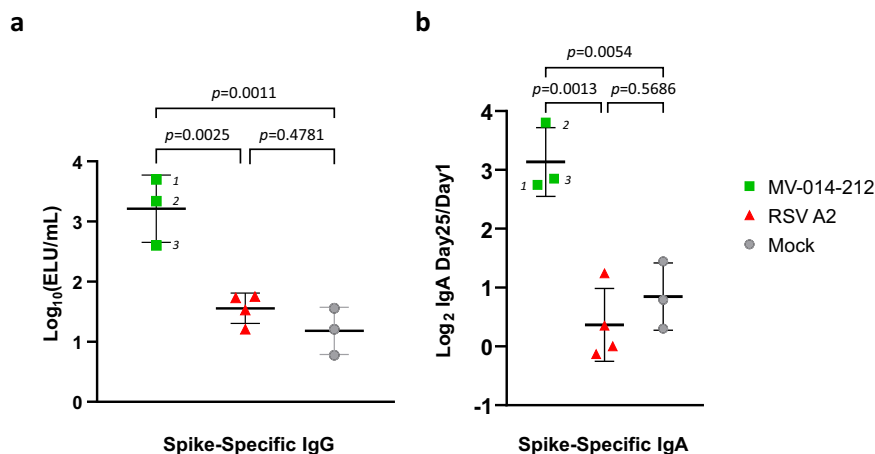 a
p=0.0011
p=0.0025
p=0.4781
4
3
2
1
0
Log₁₀(ELU/mL)
1
2
3
Spike-Specific IgG
b
p=0.0054
p=0.0013
p=0.5686
4
3
2
1
0
-1
Log₂ IgA Day25/Day1
2
1
3
Spike-Specific IgA
MV-014-212
RSV A2
Mock